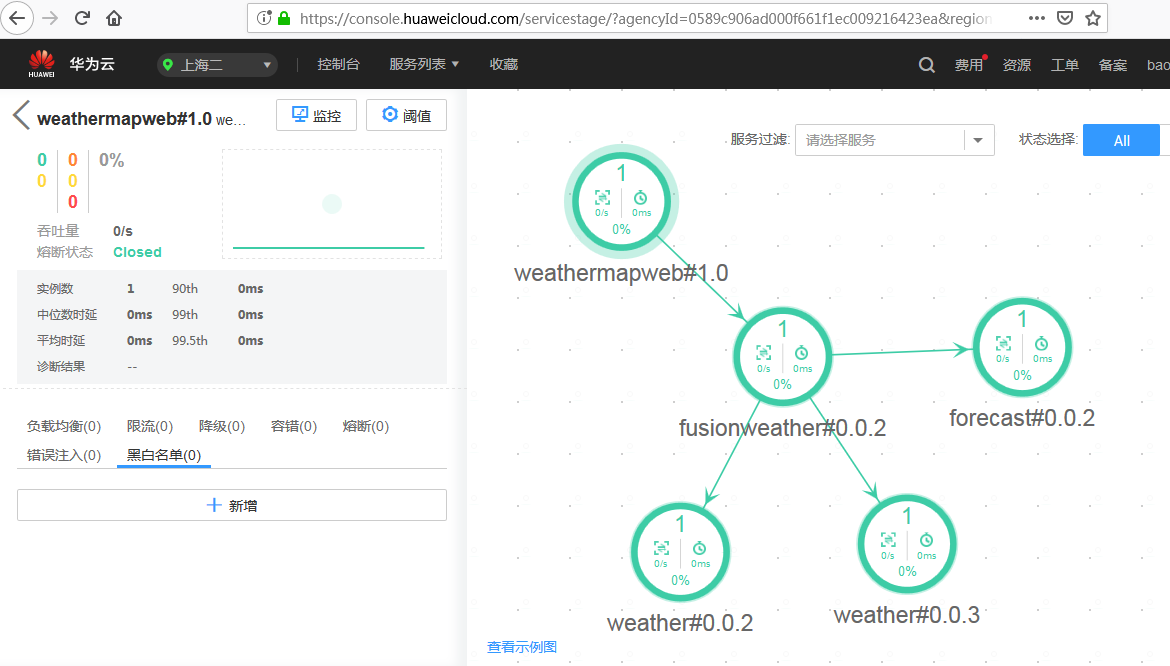 https://console.huaweicloud.com/servicestage/?agencyId=0589c906ad000f661f1ec009216423ea&region
HUAWEI 华为云 上海二 控制台 服务列表 收藏 费用 资源 工单 备案 bao
weathermapweb#1.0 we... 监控 阈值
0 0 0%
0 0
0
吞吐量 0/s
熔断状态 Closed
实例数 1 90th 0ms
中位数时延 0ms 99th 0ms
平均时延 0ms 99.5th 0ms
诊断结果 --
负载均衡(0) 限流(0) 降级(0) 容错(0) 熔断(0)
错误注入(0) 黑白名单(0)
新增
服务过滤: 请选择服务 状态选择: All
1
0/s 0ms
0%
weathermapweb#1.0
1
0/s 0ms
0%
fusionweather#0.0.2
1
0/s 0ms
0%
forecast#0.0.2
1
0/s 0ms
0%
weather#0.0.2
1
0/s 0ms
0%
weather#0.0.3
查看示例图